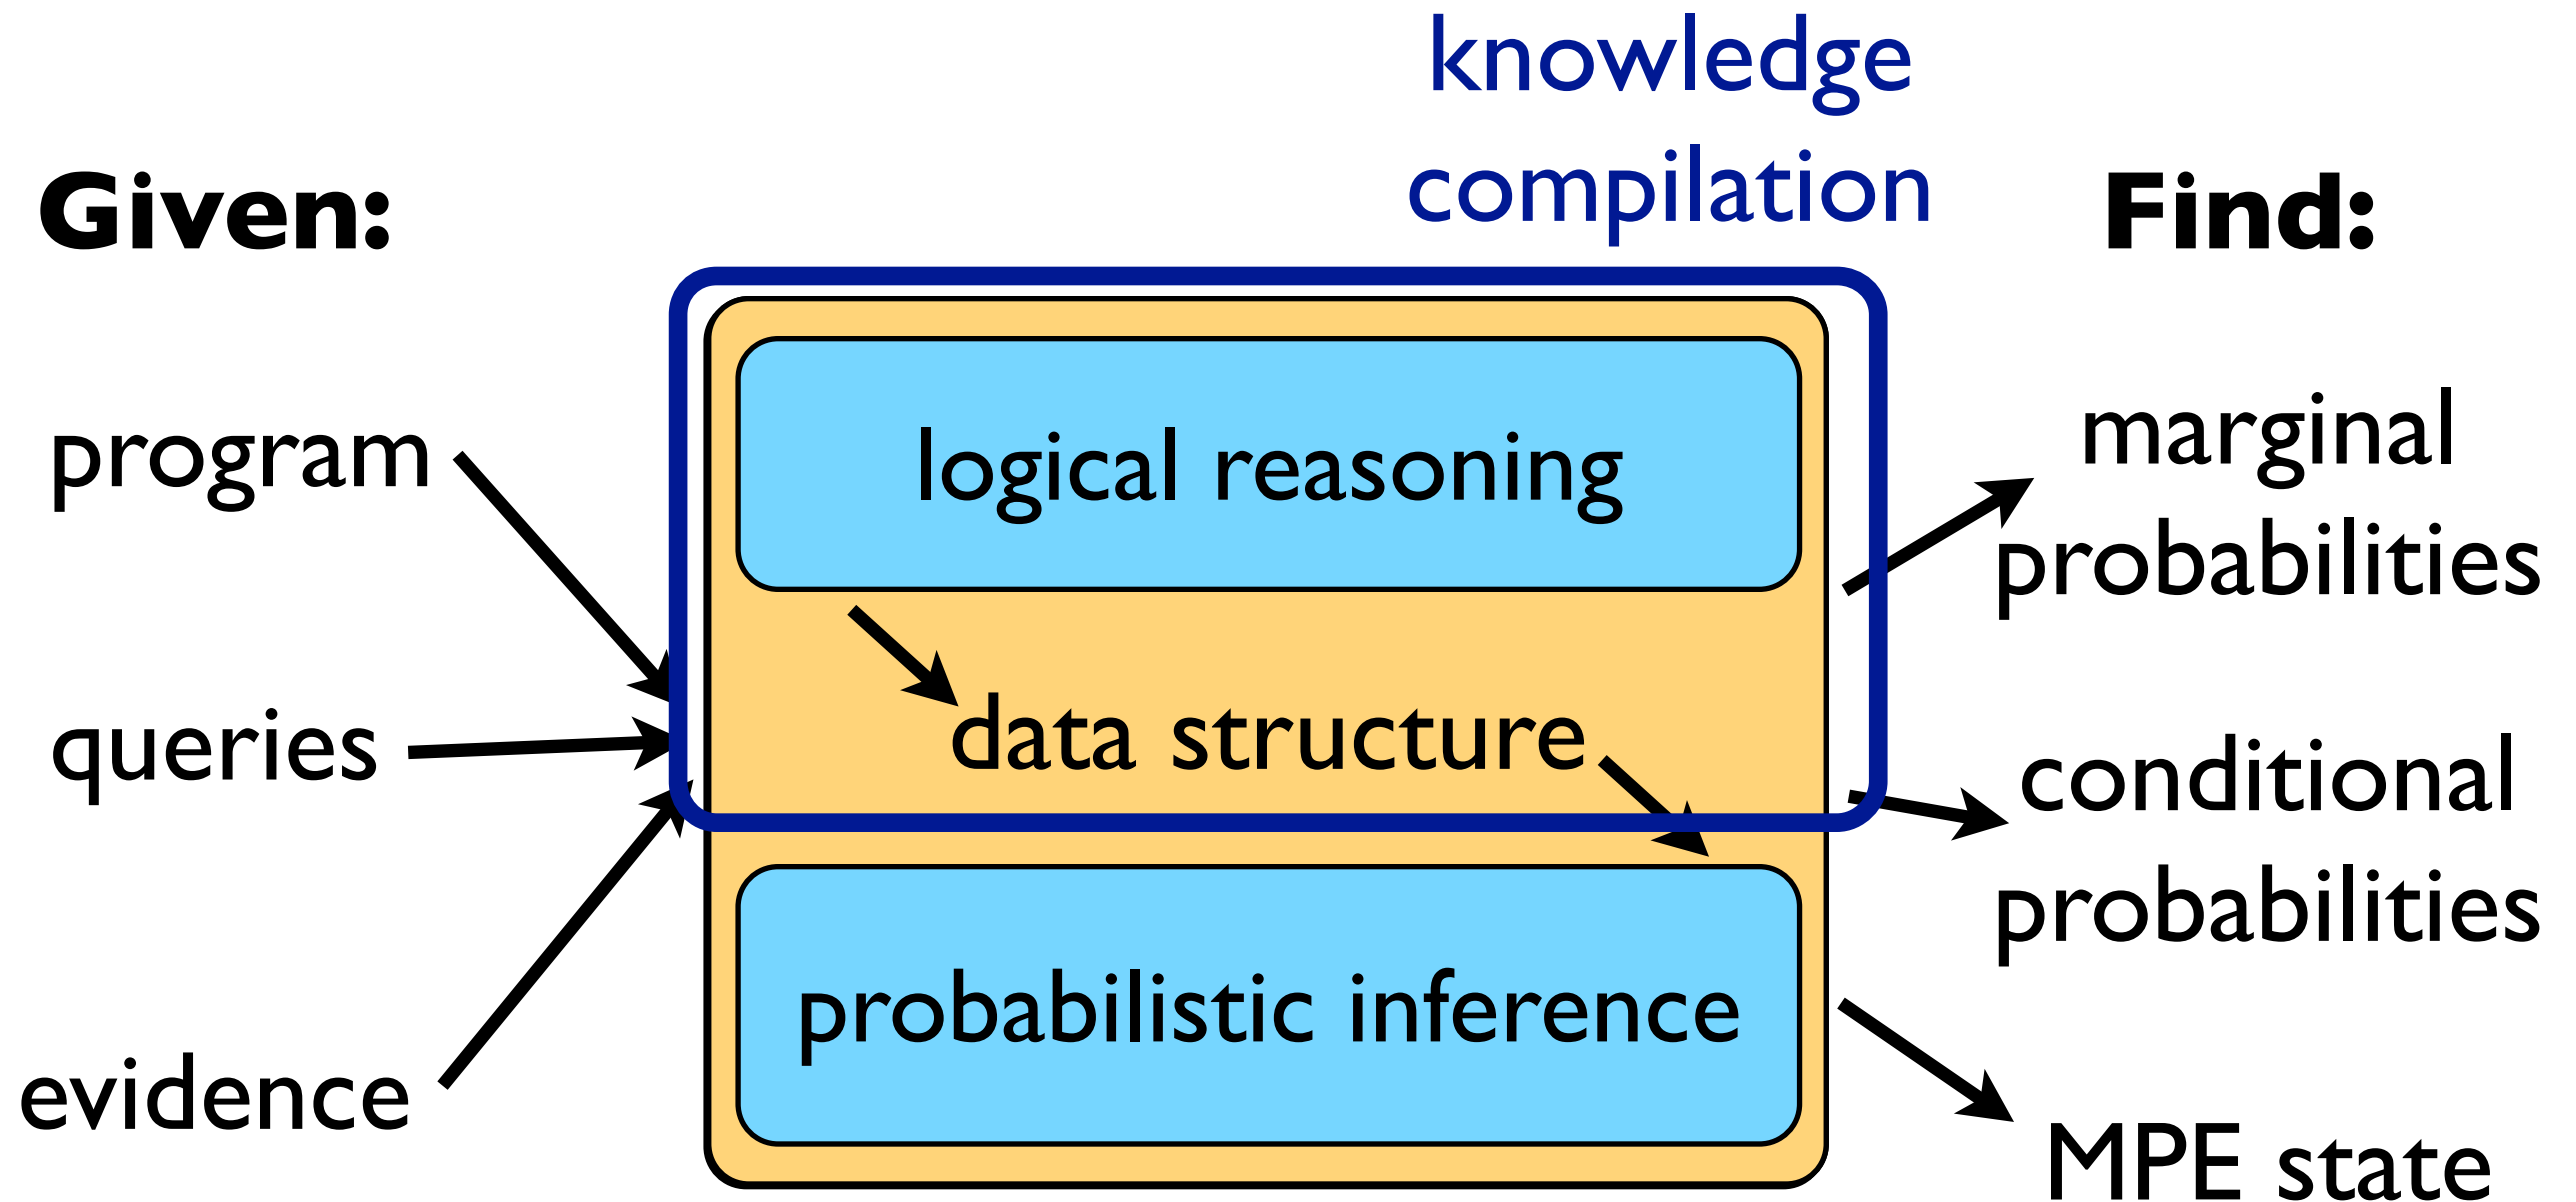 knowledge
compilation
Given:
Find:
program
queries
evidence
logical reasoning
data structure
probabilistic inference
marginal
probabilities
conditional
probabilities
MPE state